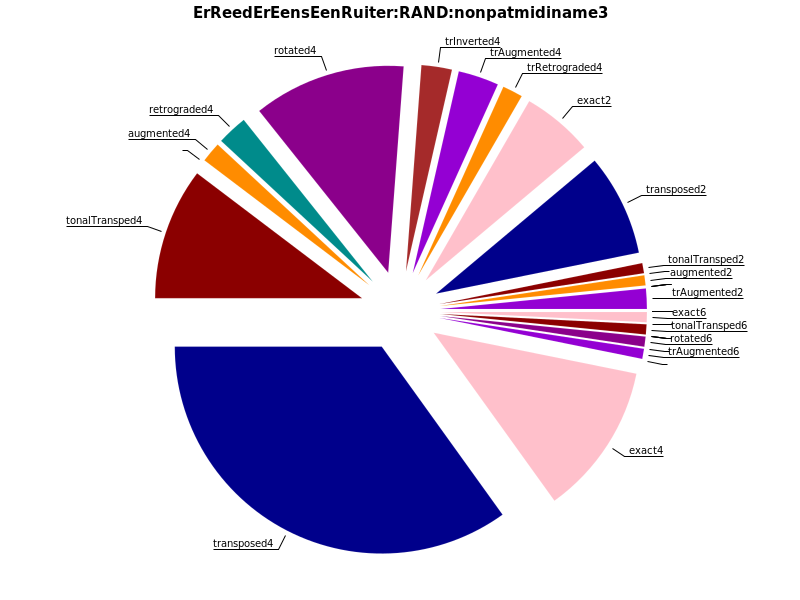 ErReedErEensEenRuiter:RAND:nonpatmidiname3
trInverted4
rotated4
trAugmented4
trRetrograded4
exact2
retrograded4
augmented4
transposed2
tonalTransped4
tonalTransped2
augmented2
trAugmented2
exact6
tonalTransped6
rotated6
trAugmented6
exact4
transposed4